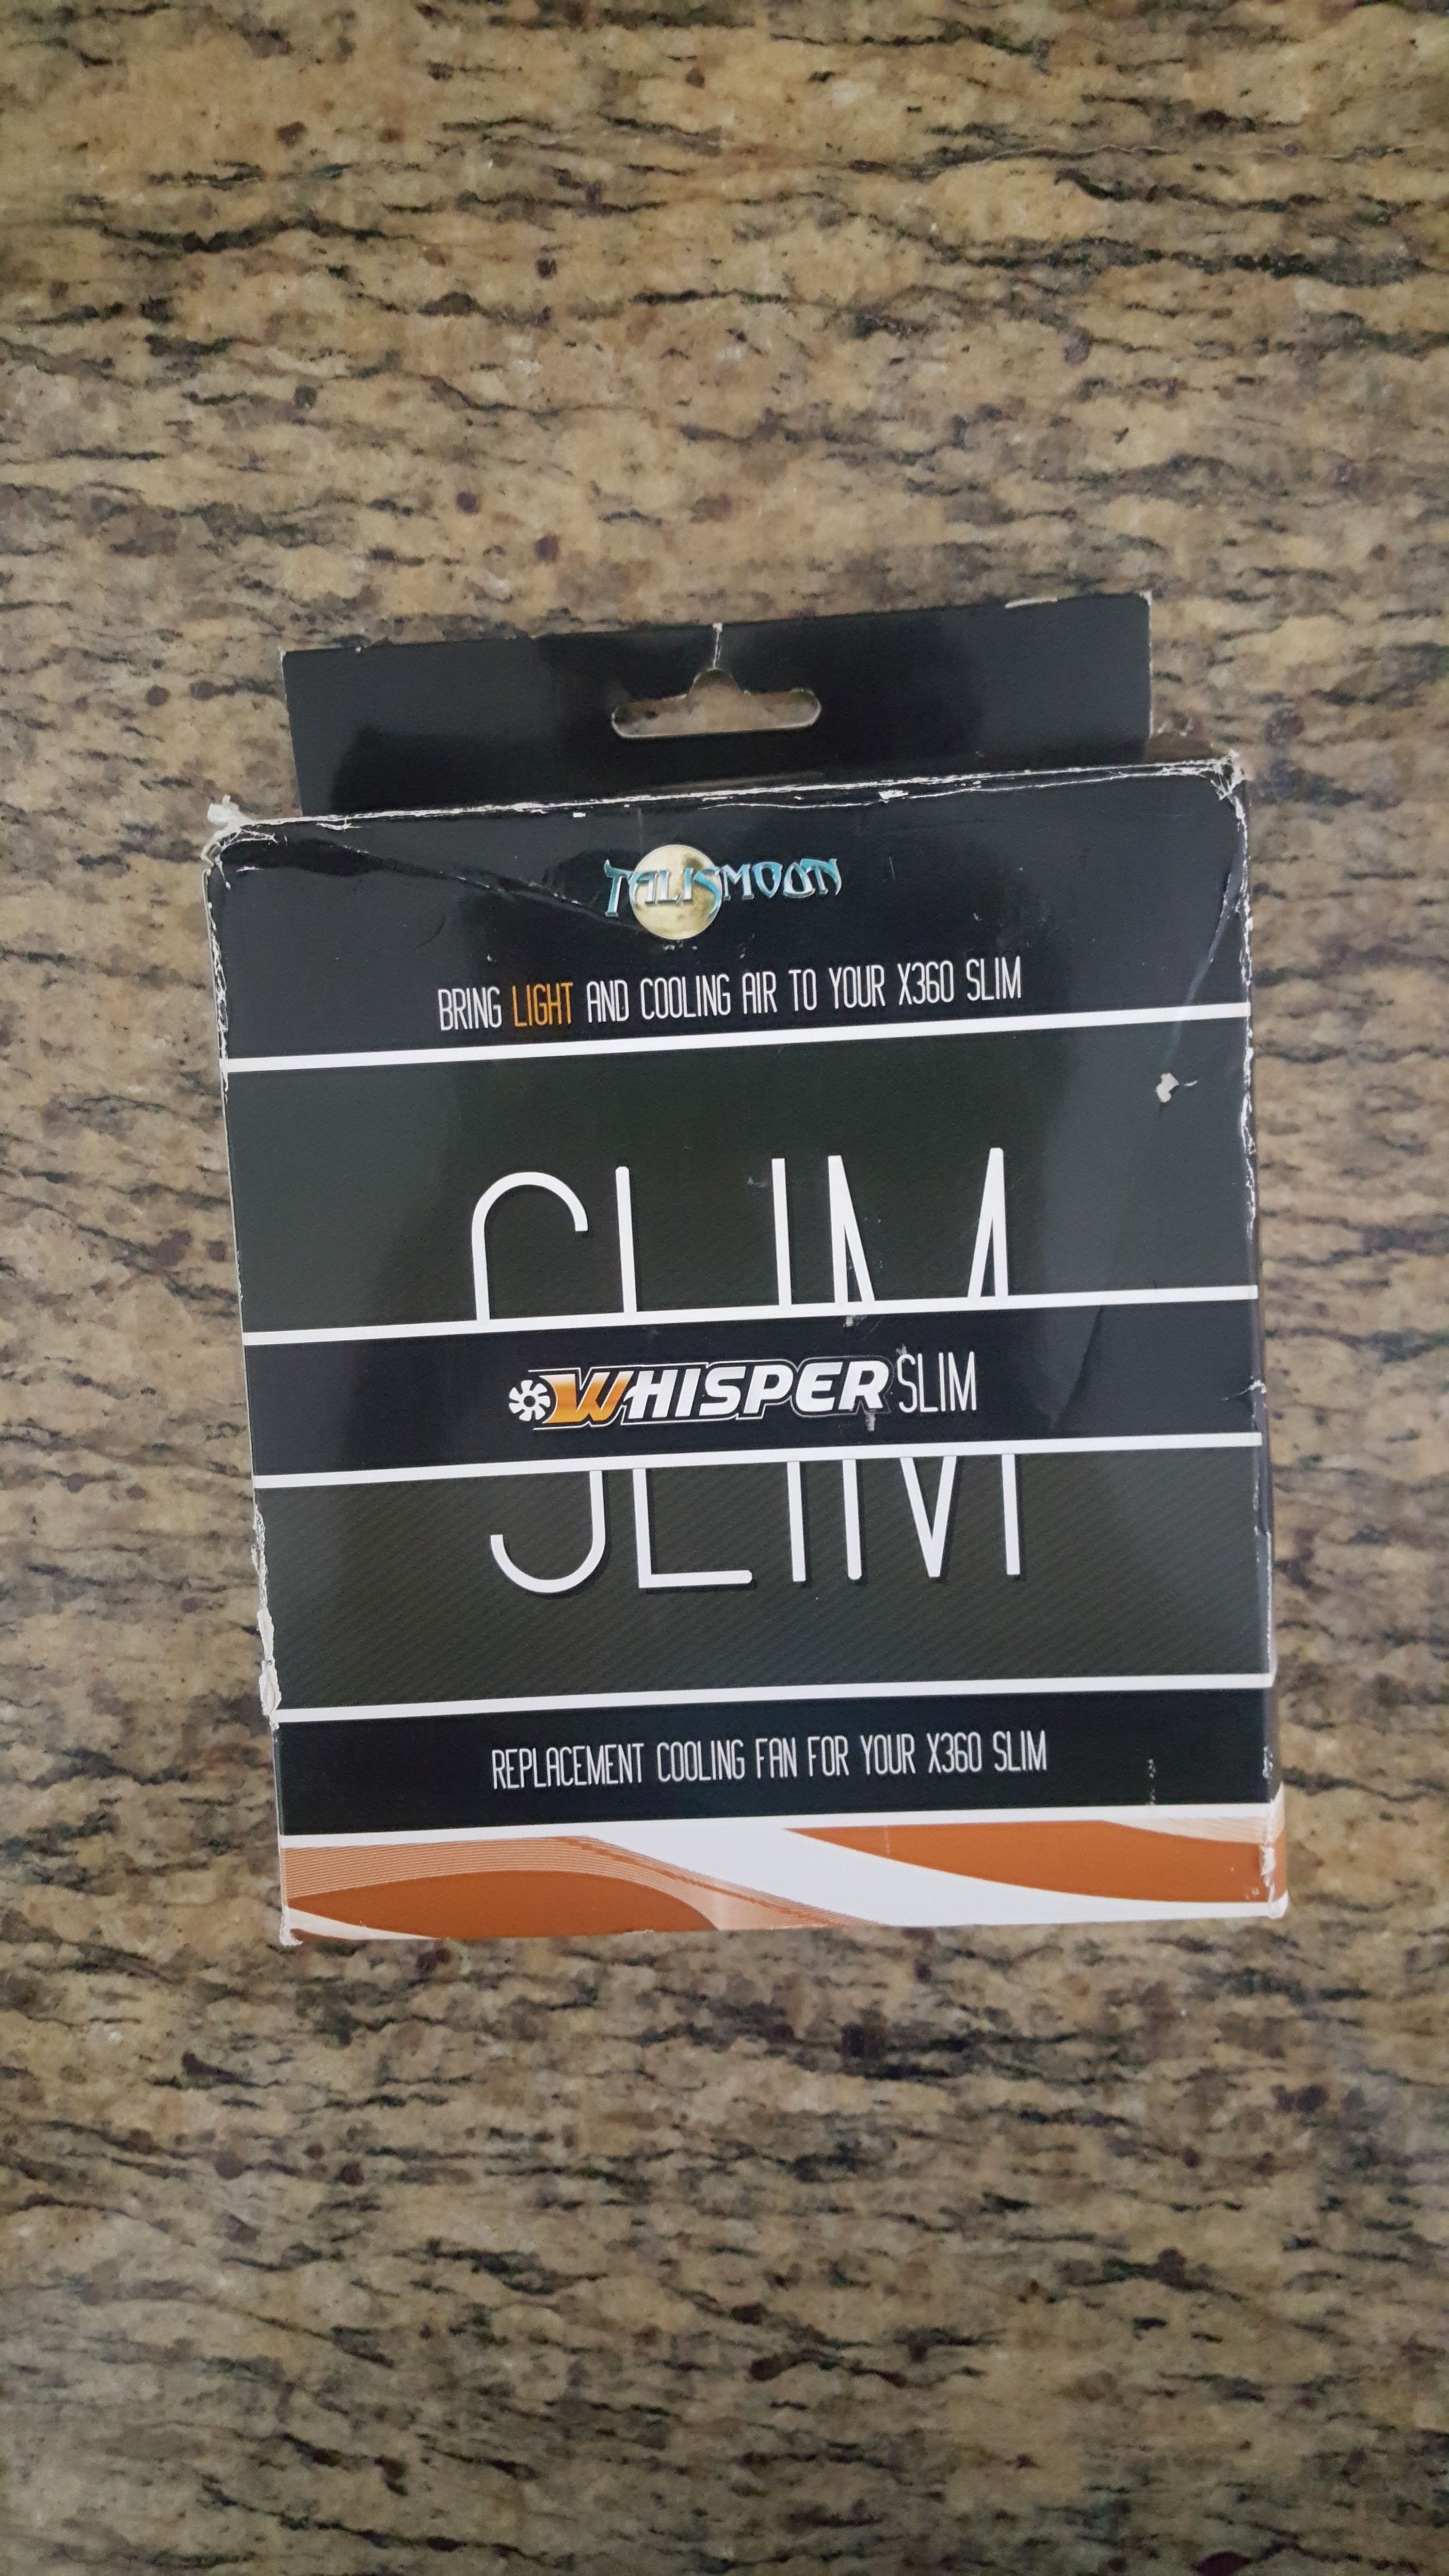 TALISMOON
BRING LIGHT AND COOLING AIR TO YOUR X360 SLIM
SLIM
WHISPER SLIM
REPLACEMENT COOLING FAN FOR YOUR X360 SLIM